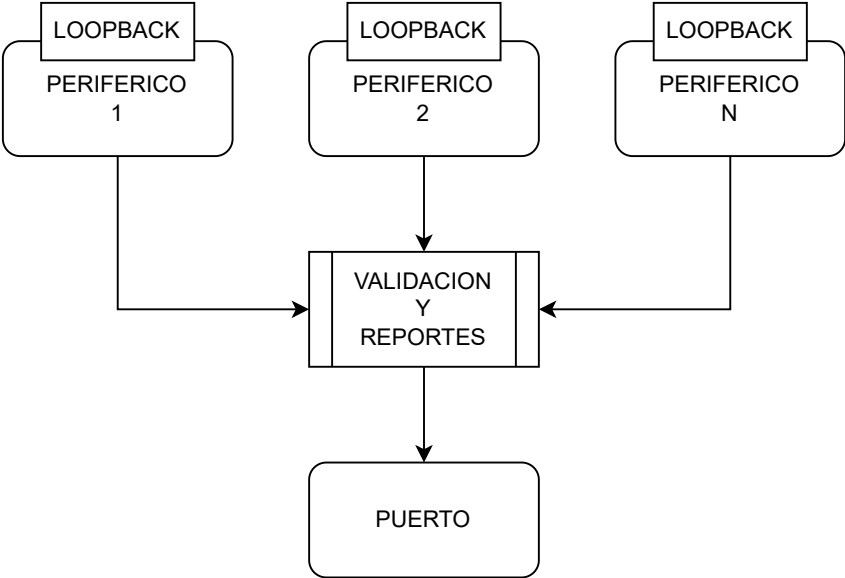 LOOPBACK
PERIFERICO
1
LOOPBACK
PERIFERICO
2
LOOPBACK
PERIFERICO
N
VALIDACION
Y
REPORTES
PUERTO